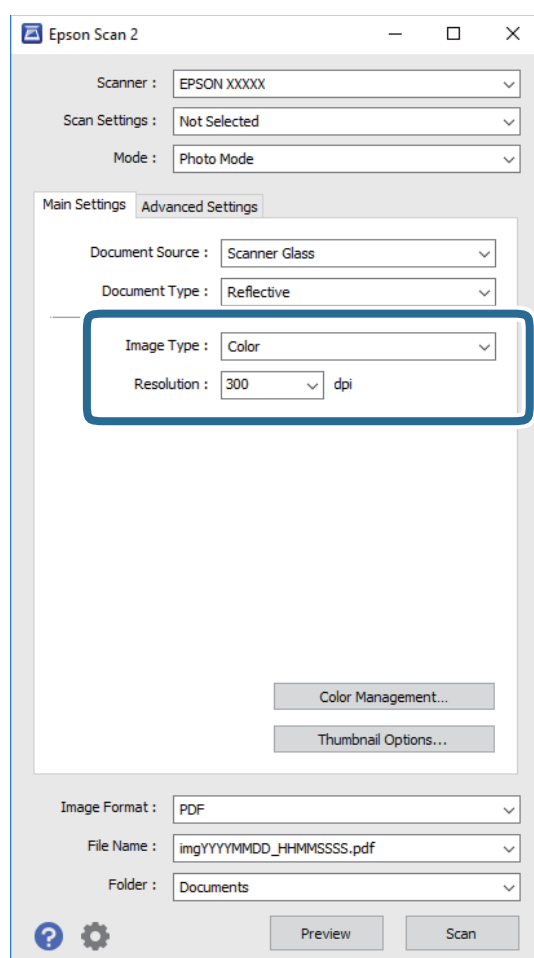 Epson Scan 2
Scanner : EPSON XXXXX
Scan Settings : Not Selected
Mode : Photo Mode
Main Settings Advanced Settings
Document Source : Scanner Glass
Document Type : Reflective
Image Type : Color
Resolution : 300 dpi
Color Management...
Thumbnail Options...
Image Format : PDF
File Name : imgYYYYMMDD_HHMMSSSS.pdf
Folder : Documents
? Preview Scan